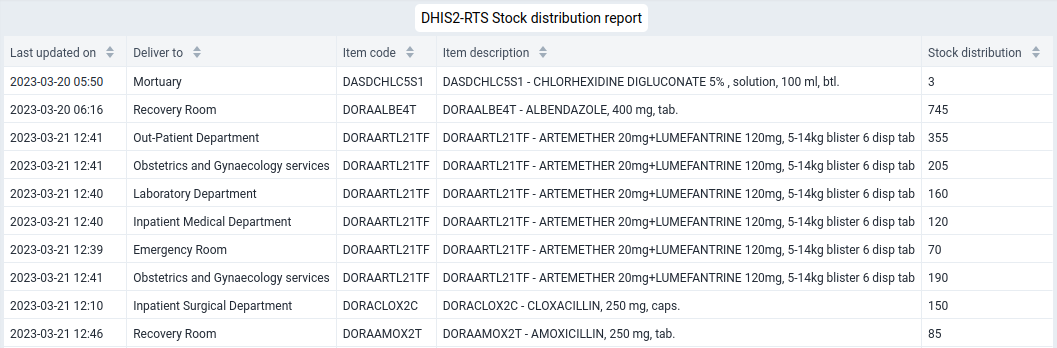 DHIS2-RTS Stock distribution report
Last updated on Deliver to Item code Item description Stock distribution
2023-03-20 05:50 Mortuary DASDCHLC5S1 DASDCHLC5S1 - CHLORHEXIDINE DIGLUCONATE 5% , solution, 100 ml, btl. 3
2023-03-20 06:16 Recovery Room DORAALBE4T DORAALBE4T - ALBENDAZOLE, 400 mg, tab. 745
2023-03-21 12:41 Out-Patient Department DORAARTL21TF DORAARTL21TF - ARTEMETHER 20mg+LUMEFANTRINE 120mg, 5-14kg blister 6 disp tab 355
2023-03-21 12:41 Obstetrics and Gynaecology services DORAARTL21TF DORAARTL21TF - ARTEMETHER 20mg+LUMEFANTRINE 120mg, 5-14kg blister 6 disp tab 205
2023-03-21 12:40 Laboratory Department DORAARTL21TF DORAARTL21TF - ARTEMETHER 20mg+LUMEFANTRINE 120mg, 5-14kg blister 6 disp tab 160
2023-03-21 12:40 Inpatient Medical Department DORAARTL21TF DORAARTL21TF - ARTEMETHER 20mg+LUMEFANTRINE 120mg, 5-14kg blister 6 disp tab 120
2023-03-21 12:39 Emergency Room DORAARTL21TF DORAARTL21TF - ARTEMETHER 20mg+LUMEFANTRINE 120mg, 5-14kg blister 6 disp tab 70
2023-03-21 12:41 Obstetrics and Gynaecology services DORAARTL21TF DORAARTL21TF - ARTEMETHER 20mg+LUMEFANTRINE 120mg, 5-14kg blister 6 disp tab 190
2023-03-21 12:10 Inpatient Surgical Department DORACLOX2C DORACLOX2C - CLOXACILLIN, 250 mg, caps. 150
2023-03-21 12:46 Recovery Room DORAAMOX2T DORAAMOX2T - AMOXICILLIN, 250 mg, tab. 85